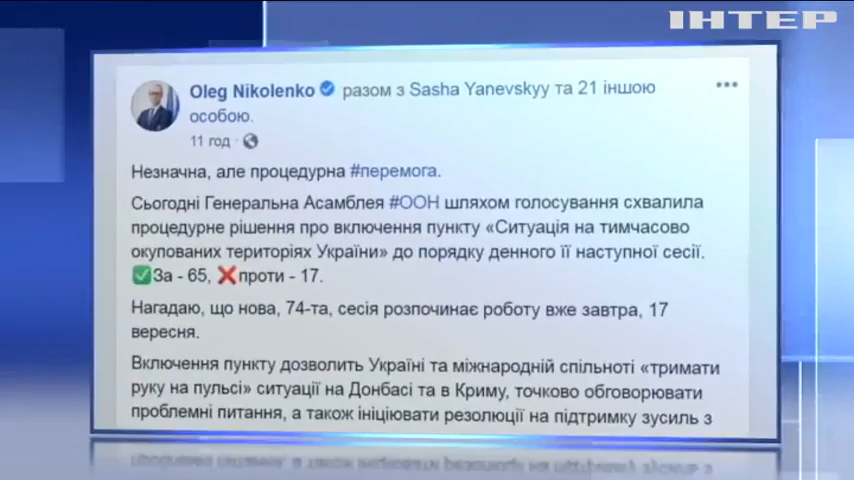 ІНТЕР
Oleg Nikolenko разом з Sasha Yanevskyy та 21 іншою
особою.
11 год ·
Незначна, але процедурна #перемога.
Сьогодні Генеральна Асамблея #ООН шляхом голосування схвалила
процедурне рішення про включення пункту «Ситуація на тимчасово
окупованих територіях України» до порядку денного її наступної сесії.
✅За - 65, ❌проти - 17.
Нагадаю, що нова, 74-та, сесія розпочинає роботу вже завтра, 17
вересня.
Включення пункту дозволить Україні та міжнародній спільноті «тримати
руку на пульсі» ситуації на Донбасі та в Криму, точково обговорювати
проблемні питання, а також ініціювати резолюції на підтримку зусиль з